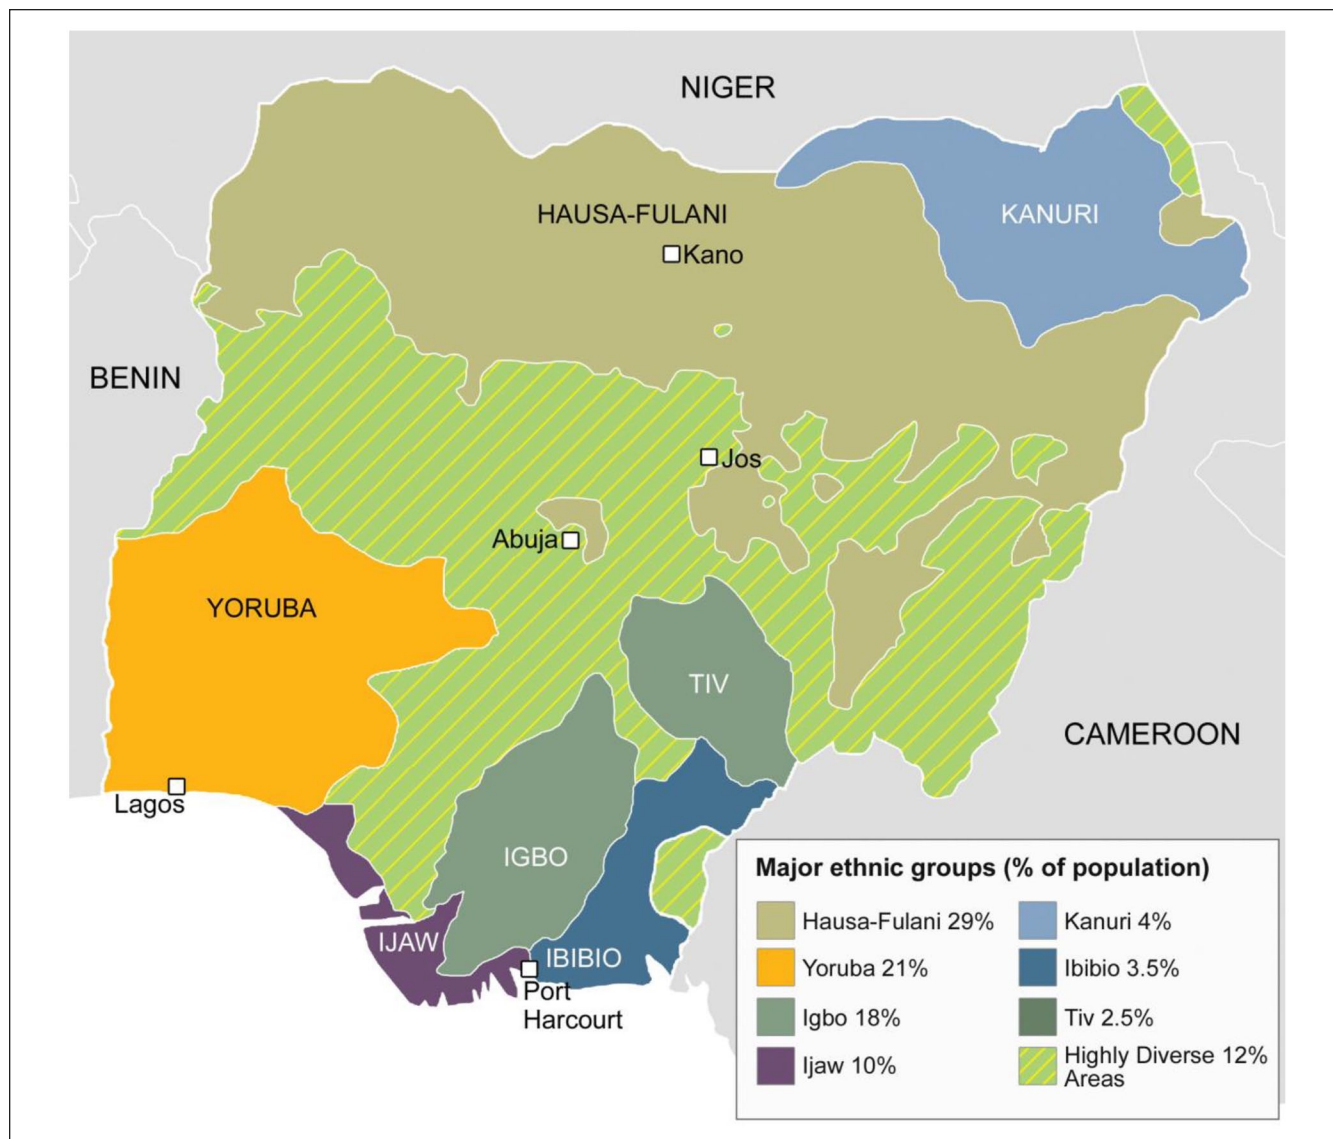 NIGER
HAUSA-FULANI
KANURI
Kano
BENIN
Jos
Abuja
YORUBA
TIV
CAMEROON
Lagos
IGBO
IJAW
IBIBIO
Port
Harcourt
Major ethnic groups (% of population)
Hausa-Fulani 29%
Yoruba 21%
Igbo 18%
Ijaw 10%
Kanuri 4%
Ibibio 3.5%
Tiv 2.5%
Highly Diverse 12%
Areas